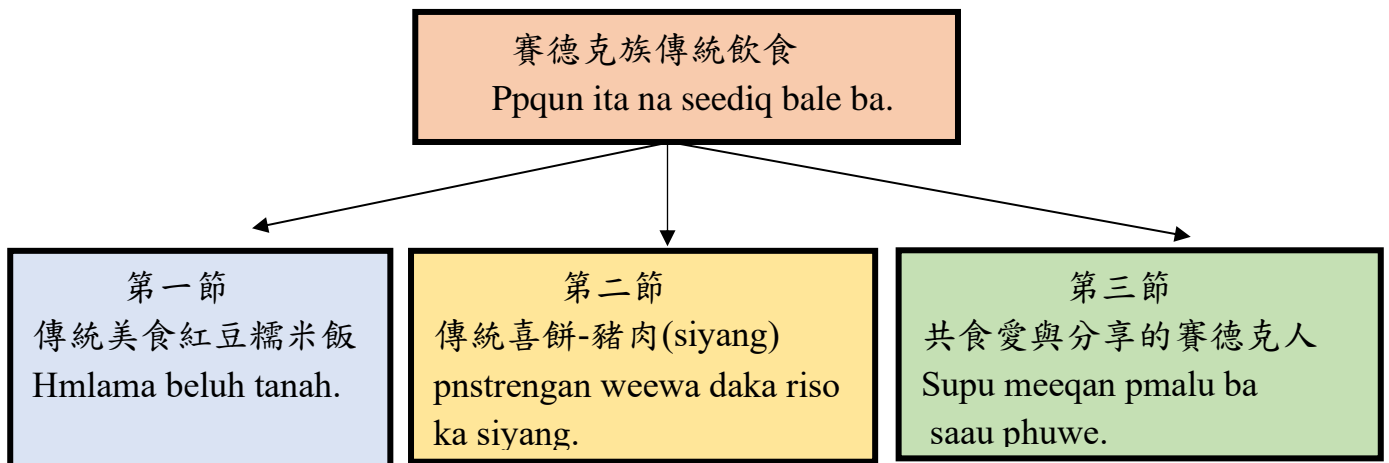 賽德克族傳統飲食
Ppqun ita na seediq bale ba.
第一節
傳統美食紅豆糯米飯
Hmlama beluh tanah.
第二節
傳統喜餅-豬肉(siyang)
pnstrengan weewa daka riso
ka siyang.
第三節
共食愛與分享的賽德克人
Supu meeqan pmalu ba
saau phuwe.